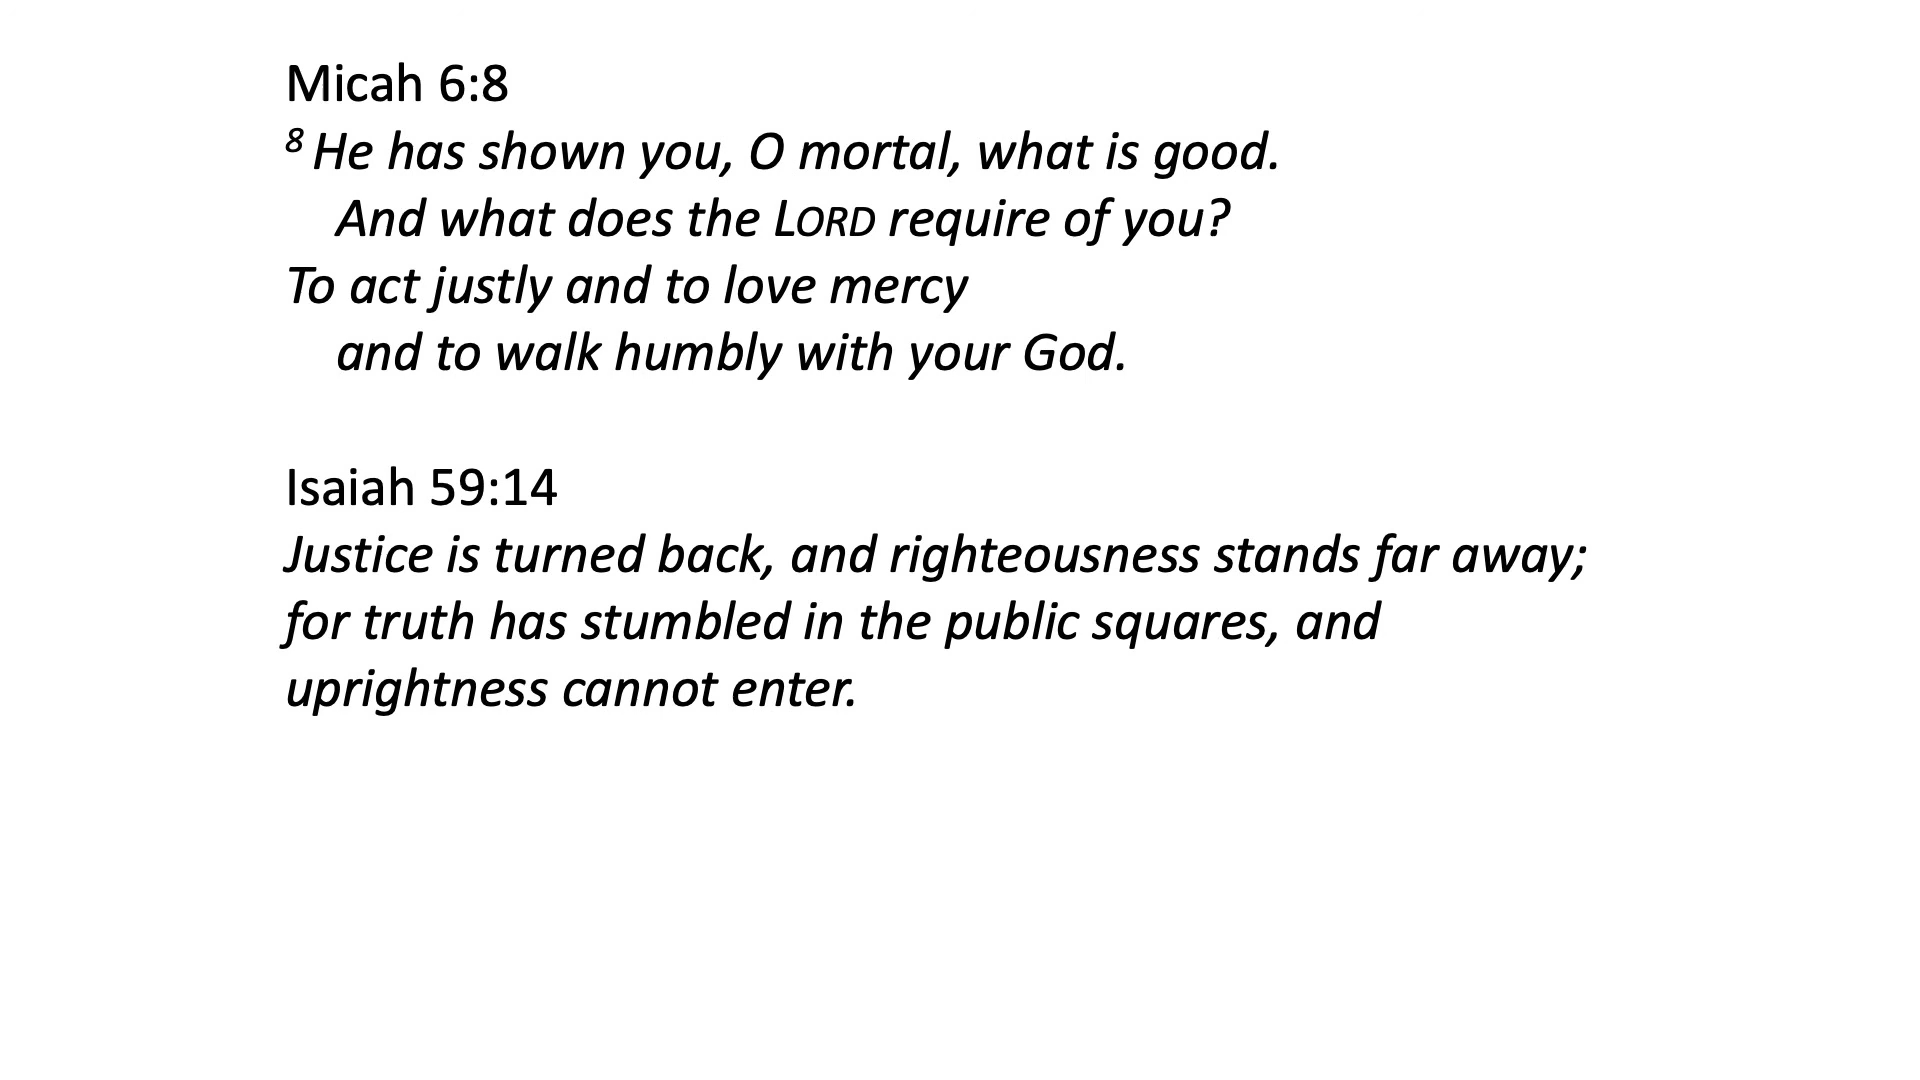 Micah 6:8
8 He has shown you, O mortal, what is good.
And what does the LORD require of you?
To act justly and to love mercy
and to walk humbly with your God.
Isaiah 59:14
Justice is turned back, and righteousness stands far away;
for truth has stumbled in the public squares, and
uprightness cannot enter.